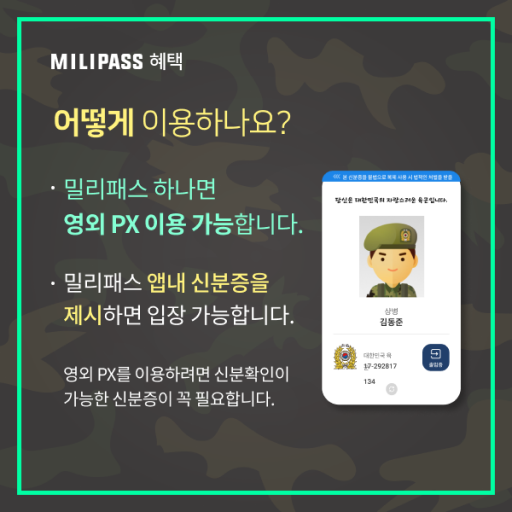 MILIPASS 혜택
어떻게 이용하나요?
· 밀리패스 하나면
영외 PX 이용 가능합니다.
· 밀리패스 앱내 신분증을
제시하면 입장 가능합니다.
영외 PX를 이용하려면 신분확인이
가능한 신분증이 꼭 필요합니다.
본 신분증을 불법으로 복제 사용 시 법적인 처벌을 받을
당신은 대한민국의 자랑스러운 육군입니다.
상병
김동준
대한민국 육
17-292817
134
출입증